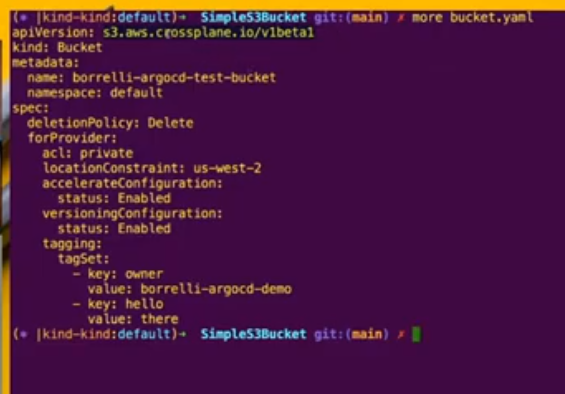 (● |kind-kind:default)→ SimpleS3Bucket git:(main) ✗ more bucket.yaml
apiVersion: s3.aws.crossplane.io/v1beta1
kind: Bucket
metadata:
  name: borrelli-argocd-test-bucket
  namespace: default
spec:
  deletionPolicy: Delete
  forProvider:
    acl: private
    locationConstraint: us-west-2
    accelerateConfiguration:
      status: Enabled
    versioningConfiguration:
      status: Enabled
    tagging:
      tagSet:
        - key: owner
          value: borrelli-argocd-demo
        - key: hello
          value: there
(● |kind-kind:default)→ SimpleS3Bucket git:(main) ✗